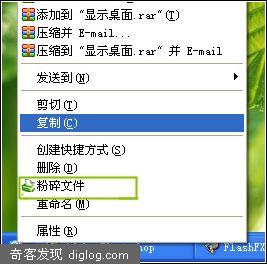 添加到 "显示桌面.rar"(T)
压缩并 E-mail...
压缩到 "显示桌面.rar" 并 E-mail
发送到(N)
剪切(T)
复制(C)
创建快捷方式(S)
删除(D)
粉碎文件
重命名(M)
属性(R)
奇客发现 diglog.com
hop
FlashFX